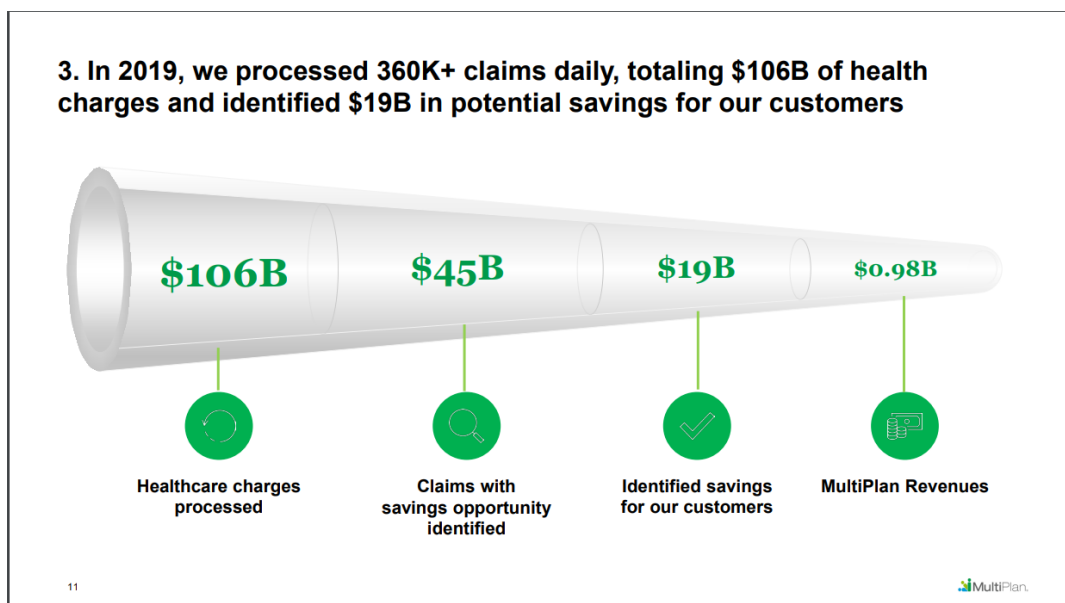 3. In 2019, we processed 360K+ claims daily, totaling $106B of health
charges and identified $19B in potential savings for our customers
$106B
$45B
$19B
$0.98B
Healthcare charges
processed
Claims with
savings opportunity
identified
Identified savings
for our customers
MultiPlan Revenues
11
MultiPlan.